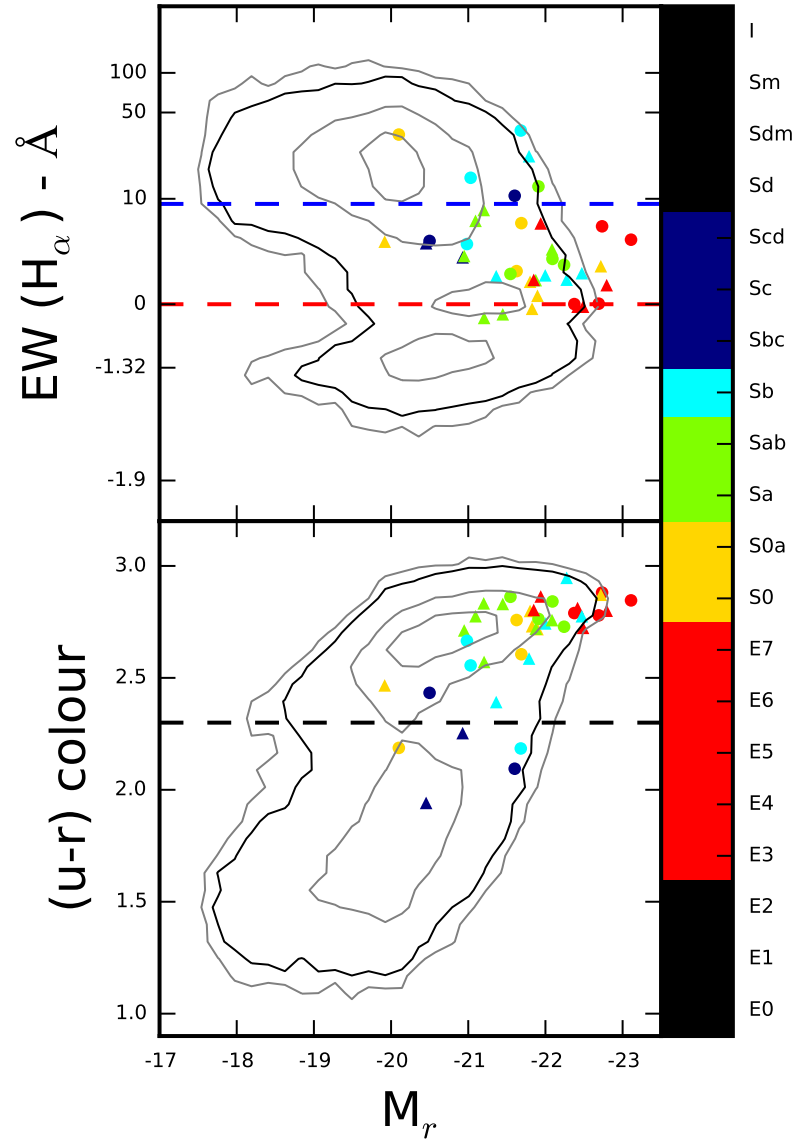 EW (Hα) - Å
100
50
10
0
-1.32
-1.9
(u-r) colour
3.0
2.5
2.0
1.5
1.0
-17 -18 -19 -20 -21 -22 -23
Mr
I
Sm
Sdm
Sd
Scd
Sc
Sbc
Sb
Sab
Sa
S0a
S0
E7
E6
E5
E4
E3
E2
E1
E0